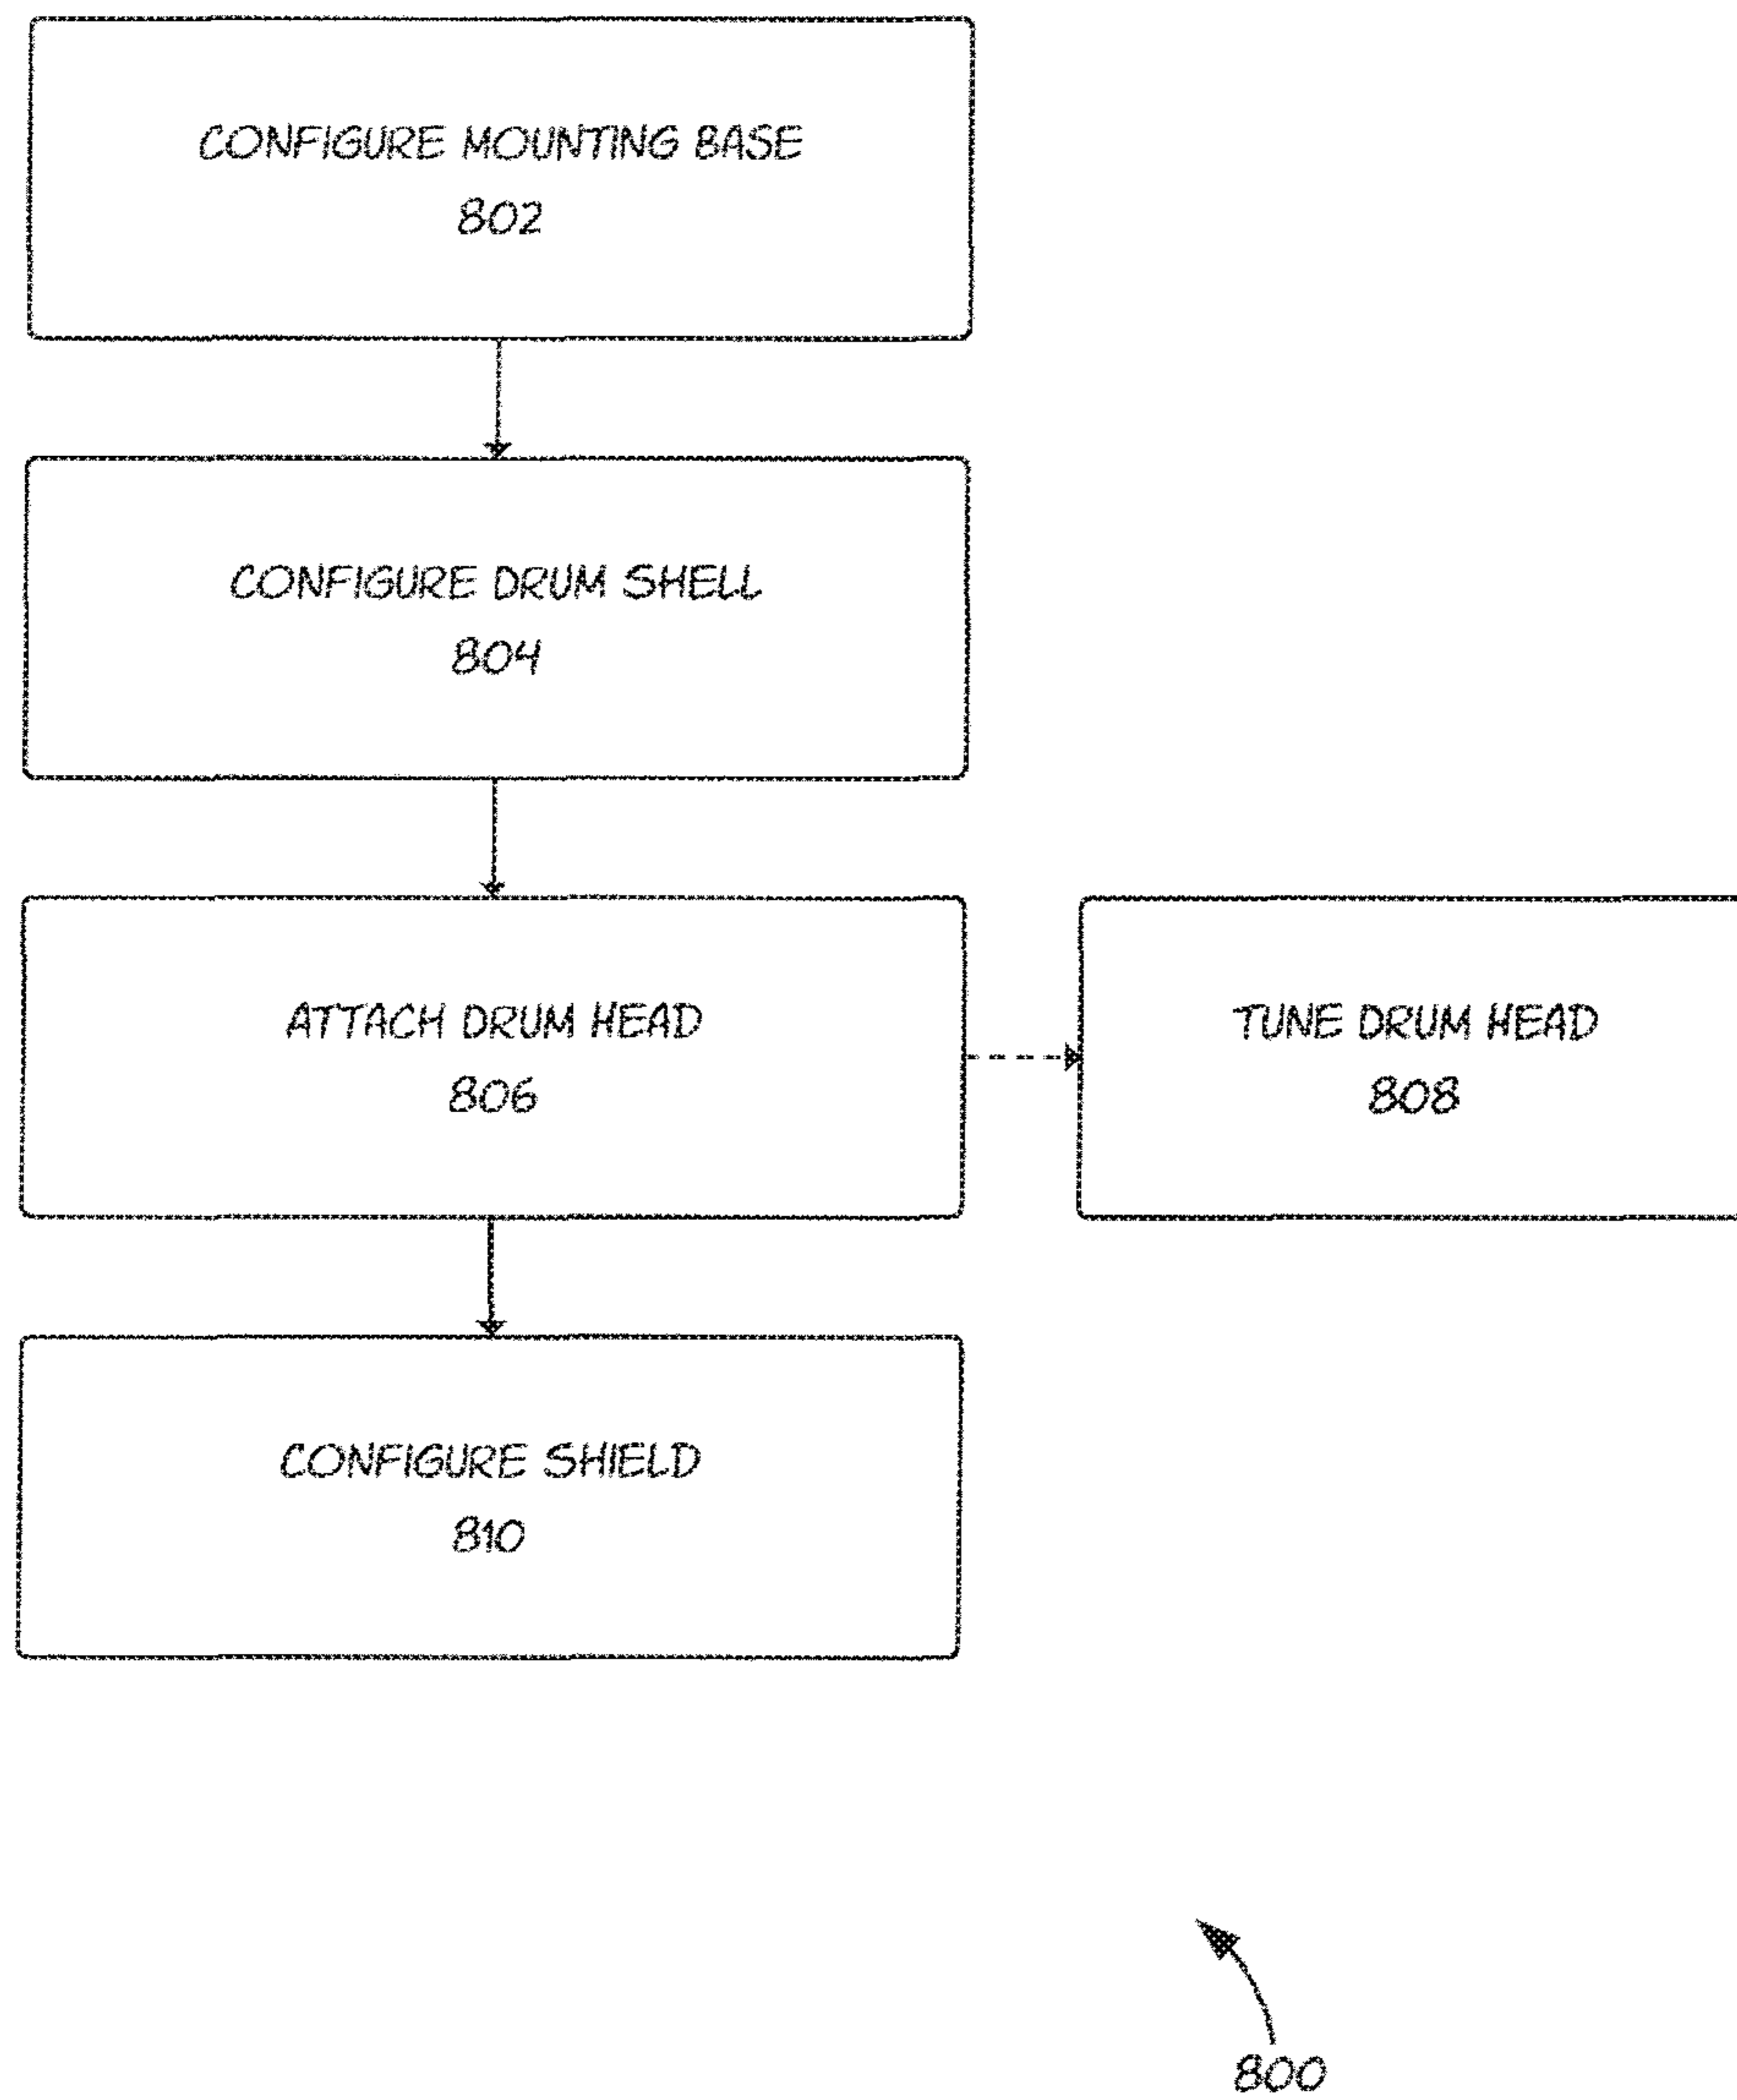 CONFIGURE MOUNTING BASE
802
CONFIGURE DRUM SHELL
804
ATTACH DRUM HEAD
806
TUNE DRUM HEAD
808
CONFIGURE SHIELD
810
800